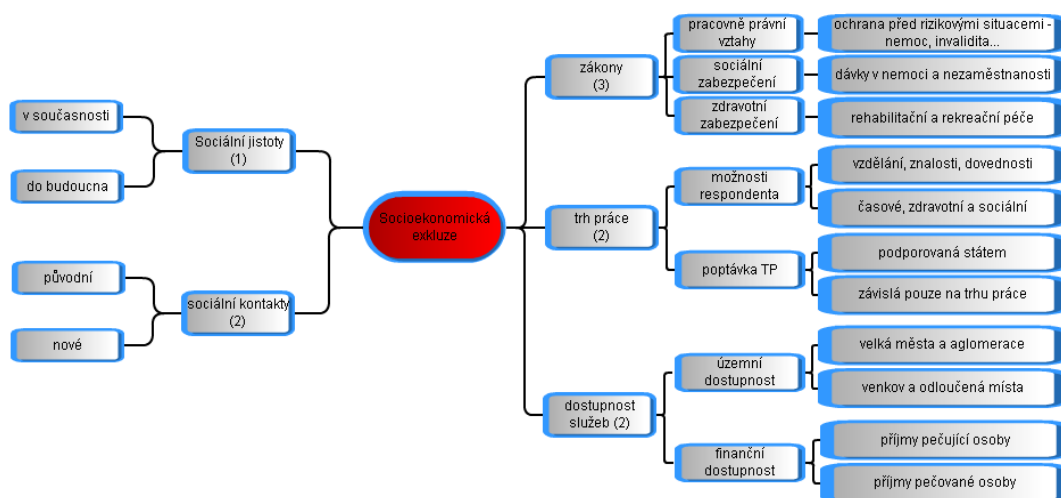 v současnosti
do budoucna
Sociální jistoty
(1)
původní
nové
sociální kontakty
(2)
Socioekonomická
exkluze
zákony
(3)
pracovně právní
vztahy
ochrana před rizikovými situacemi -
nemoc, invalidita...
sociální
zabezpečení
dávky v nemoci a nezaměstnanosti
zdravotní
zabezpečení
rehabilitační a rekreační péče
trh práce
(2)
možnosti
respondenta
vzdělání, znalosti, dovednosti
časové, zdravotní a sociální
poptávka TP
podporovaná státem
závislá pouze na trhu práce
dostupnost
služeb (2)
územní
dostupnost
velká města a aglomerace
venkov a odloučená místa
finanční
dostupnost
příjmy pečující osoby
příjmy pečované osoby